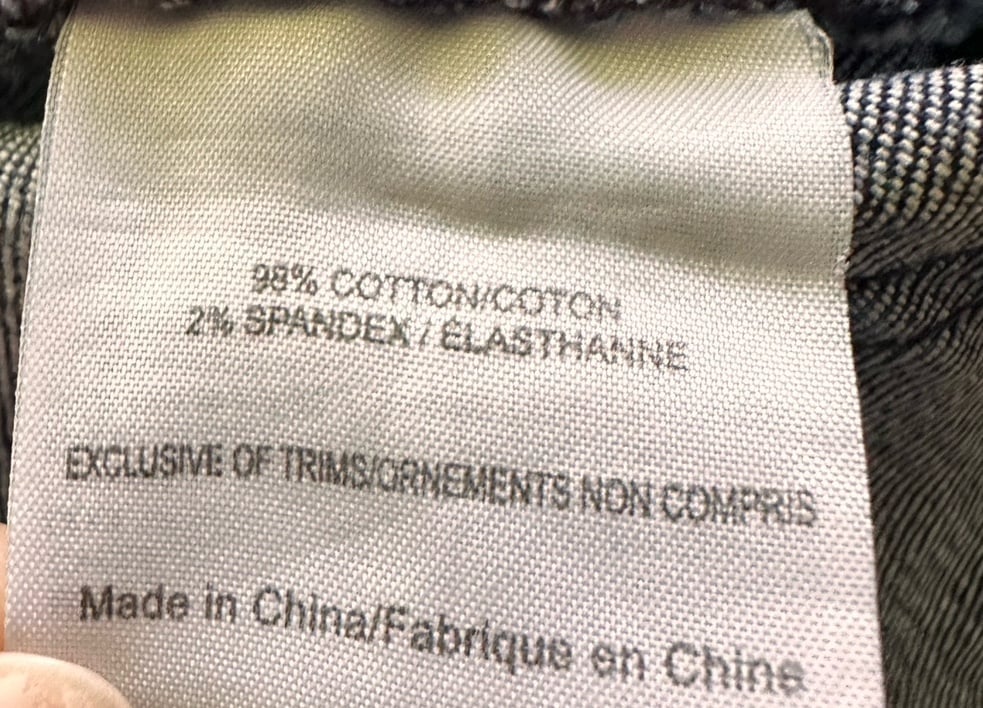 98% COTTON/COTON
2% SPANDEX / ÉLASTHANNE
EXCLUSIVE OF TRIMS/ORNEMENTS NON COMPRIS
Made in China/Fabrique en Chine